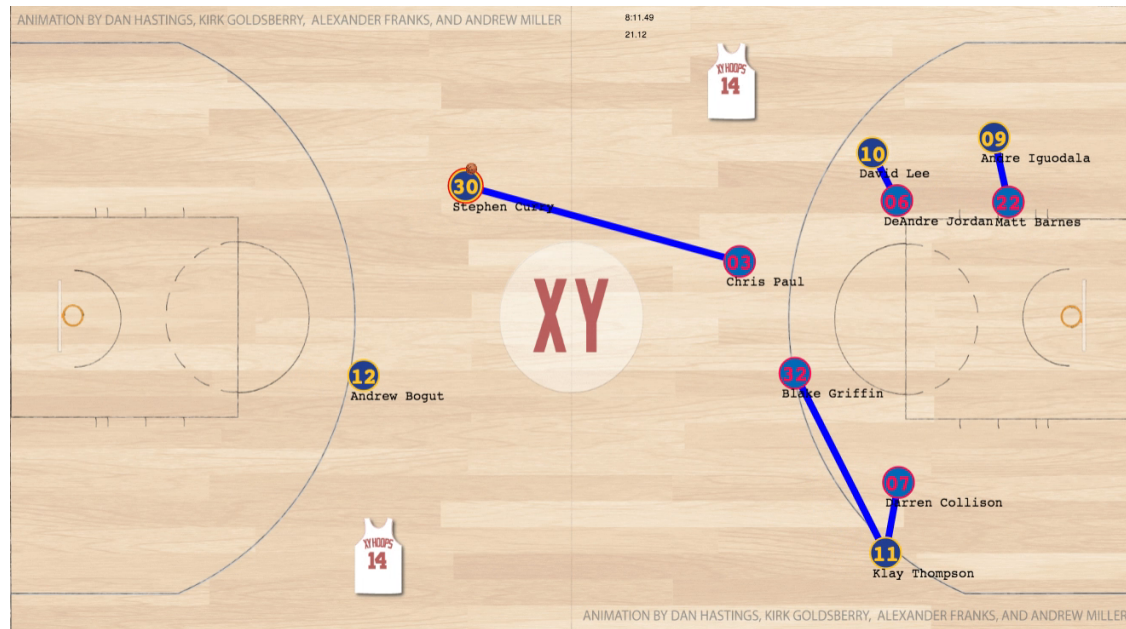 ANIMATION BY DAN HASTINGS, KIRK GOLDSBERRY, ALEXANDER FRANKS, AND ANDREW MILLER
8:11.49
21.12
XY HOOPS
14
09
Andre Iguodala
10
David Lee
30
Stephen Curry
06
DeAndre Jordan
22
Matt Barnes
03
Chris Paul
XY
12
Andrew Bogut
32
Blake Griffin
07
Darren Collison
XY HOOPS
14
11
Klay Thompson
ANIMATION BY DAN HASTINGS, KIRK GOLDSBERRY, ALEXANDER FRANKS, AND ANDREW MILLER